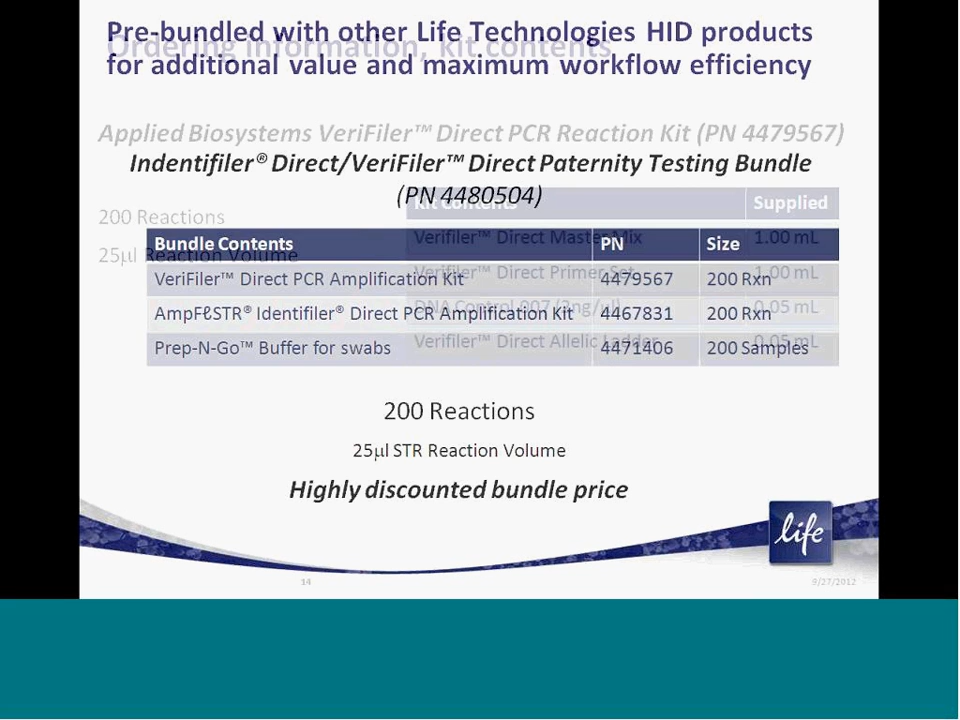 Pre-bundled with other Life Technologies HID products
for additional value and maximum workflow efficiency
Ordering information, kit contents
Applied Biosystems VeriFiler™ Direct PCR Reaction Kit (PN 4479567)
Indentifiler® Direct/VeriFiler™ Direct Paternity Testing Bundle
(PN 4480504)
200 Reactions
25µl Reaction Volume
Kit Contents Supplied
Verifiler™ Direct Master Mix 1.00 mL
Verifiler™ Direct Primer Set 1.00 mL
DNA Control 007 (2ng/µl) 0.05 mL
Verifiler™ Direct Allelic Ladder 0.05 mL
Bundle Contents PN Size
VeriFiler™ Direct PCR Amplification Kit 4479567 200 Rxn
AmpFℓSTR® Identifiler® Direct PCR Amplification Kit 4467831 200 Rxn
Prep-N-Go™ Buffer for swabs 4471406 200 Samples
200 Reactions
25µl STR Reaction Volume
Highly discounted bundle price
life
14 9/27/2012